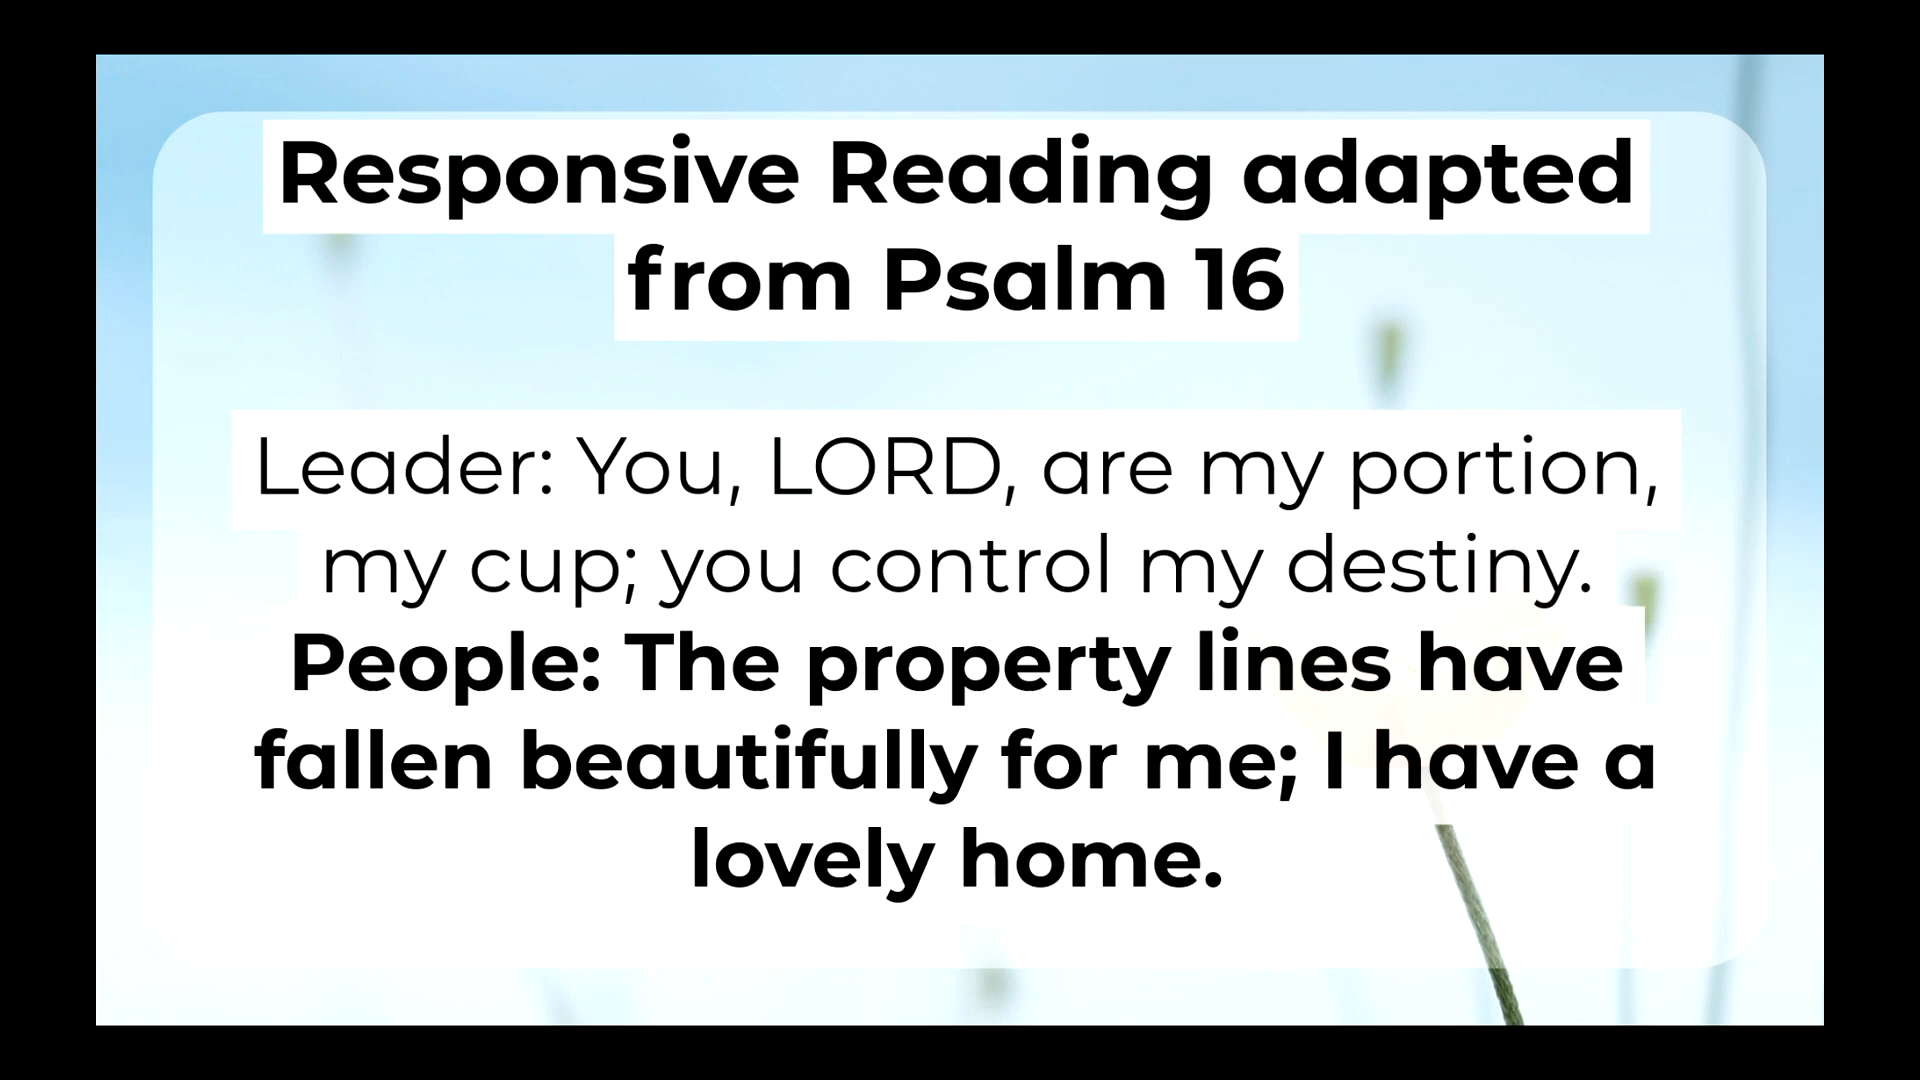 Responsive Reading adapted
from Psalm 16
Leader: You, LORD, are my portion,
my cup; you control my destiny.
People: The property lines have
fallen beautifully for me; I have a
lovely home.